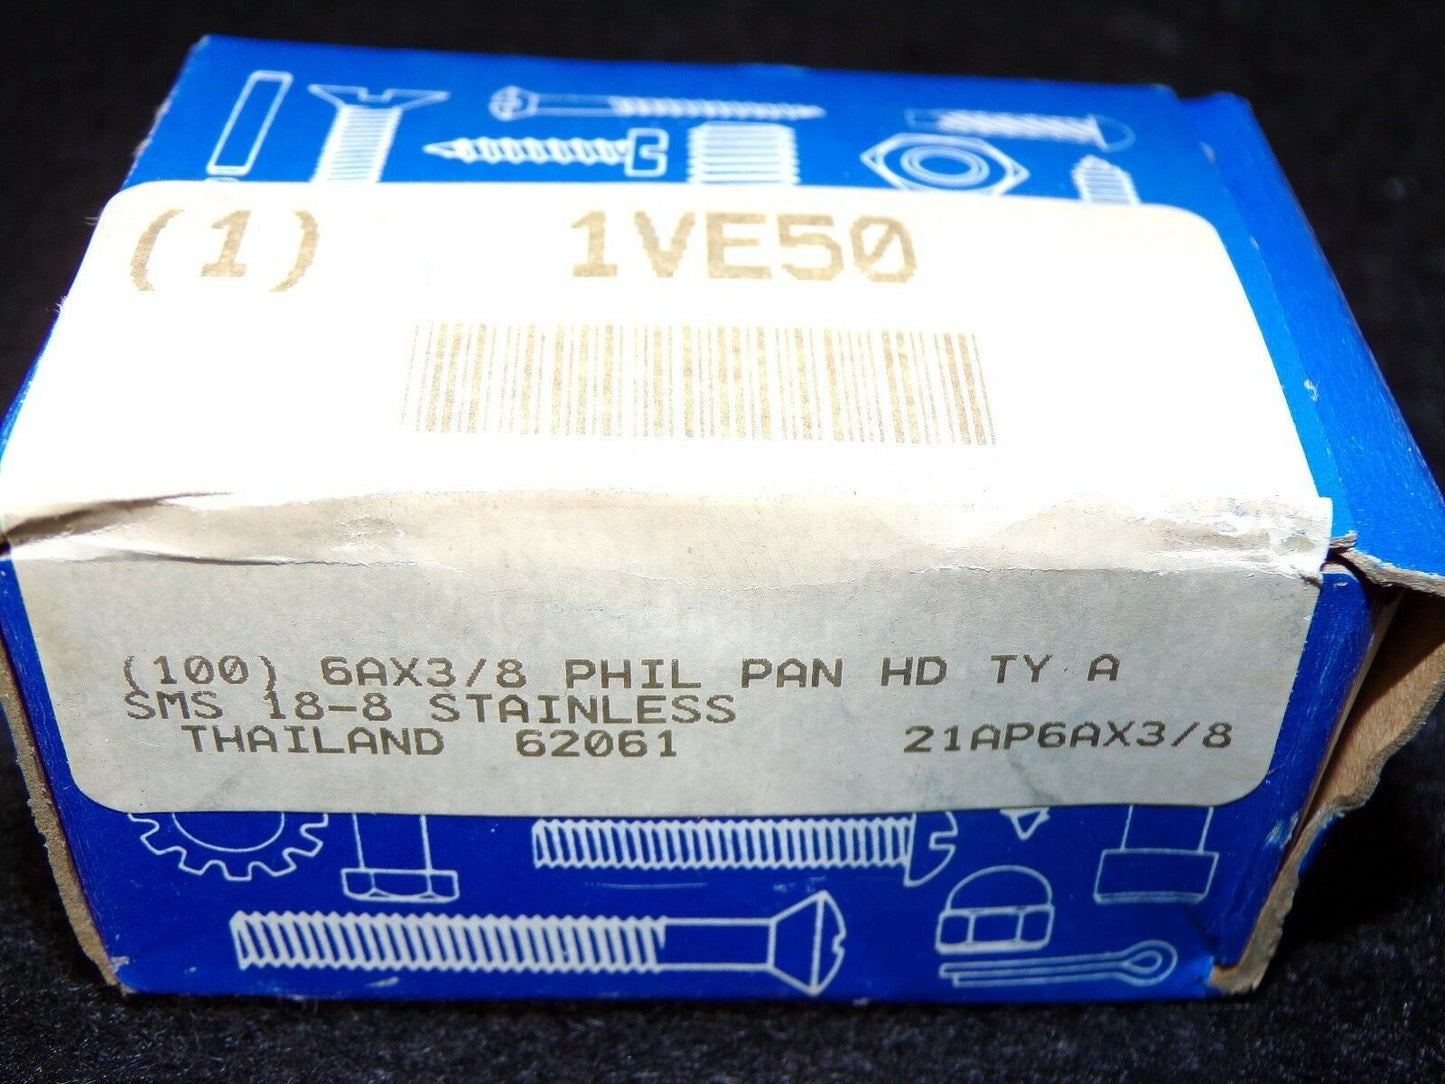 (1) 1VE50
(100) 6AX3/8 PHIL PAN HD TY A
SMS 18-8 STAINLESS
THAILAND 62061 21AP6AX3/8